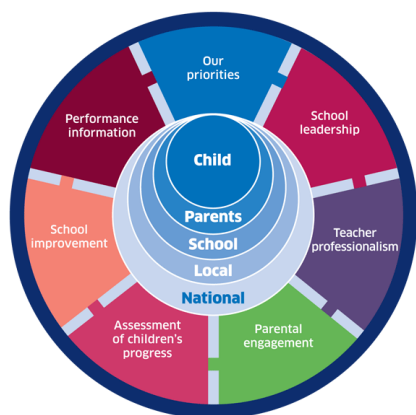 Our
priorities
School
leadership
Teacher
professionalism
Parental
engagement
Assessment
of children's
progress
School
improvement
Performance
information
Child
Parents
School
Local
National